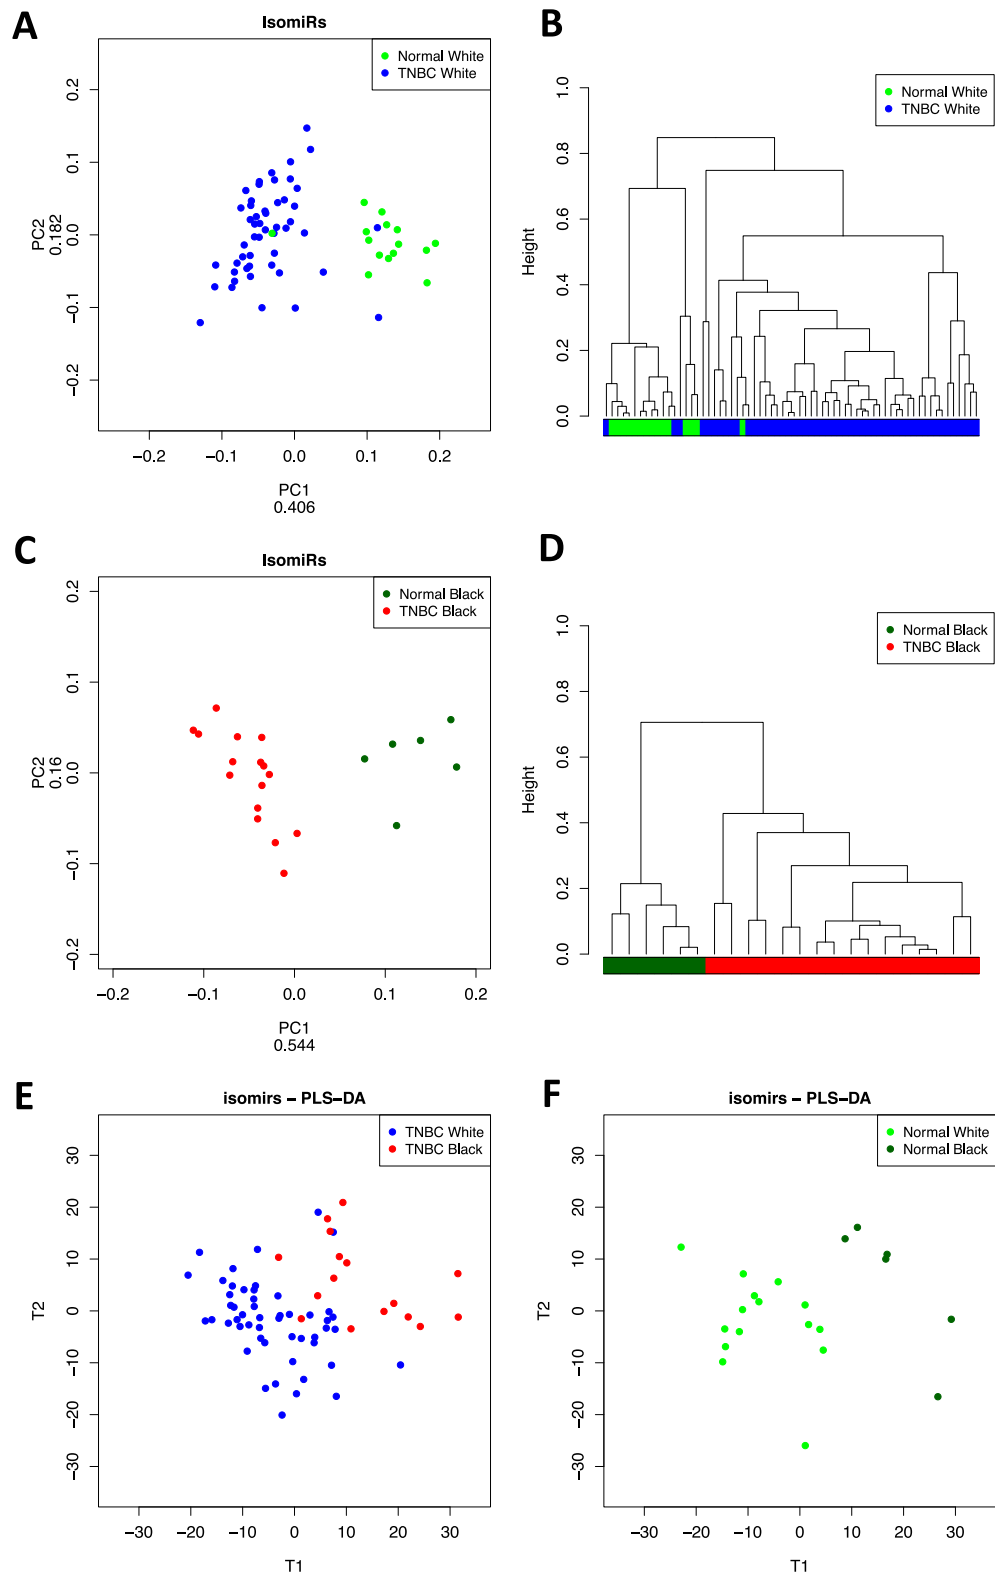 A
IsomiRs
Normal White
TNBC White
PC2
0.182
0.2
0.1
0.0
−0.1
−0.2
−0.2
−0.1
0.0
0.1
0.2
PC1
0.406
B
Normal White
TNBC White
Height
1.0
0.8
0.6
0.4
0.2
0.0
C
IsomiRs
Normal Black
TNBC Black
PC2
0.16
0.2
0.1
0.0
−0.1
−0.2
−0.2
−0.1
0.0
0.1
0.2
PC1
0.544
D
Normal Black
TNBC Black
Height
1.0
0.8
0.6
0.4
0.2
0.0
E
isomirs − PLS−DA
TNBC White
TNBC Black
T2
30
20
10
0
−10
−20
−30
−30
−20
−10
0
10
20
30
T1
F
isomirs − PLS−DA
Normal White
Normal Black
T2
30
20
10
0
−10
−20
−30
−30
−20
−10
0
10
20
30
T1